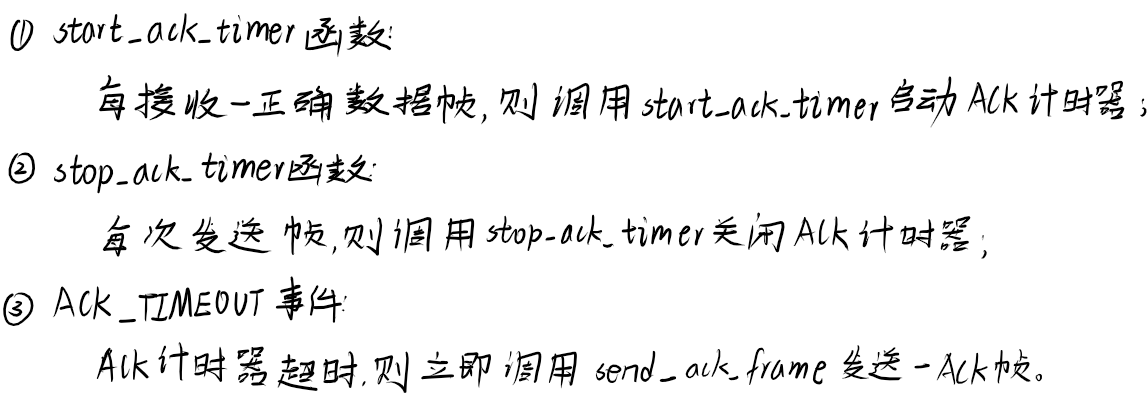 ① start_ack_timer函数:
每接收一正确数据帧,则调用start_ack_timer启动ACK计时器;
② stop_ack_timer函数:
每次发送帧,则调用stop_ack_timer关闭ACK计时器;
③ ACK_TIMEOUT事件:
ACK计时器超时,则立即调用send_ack_frame发送一ACK帧。